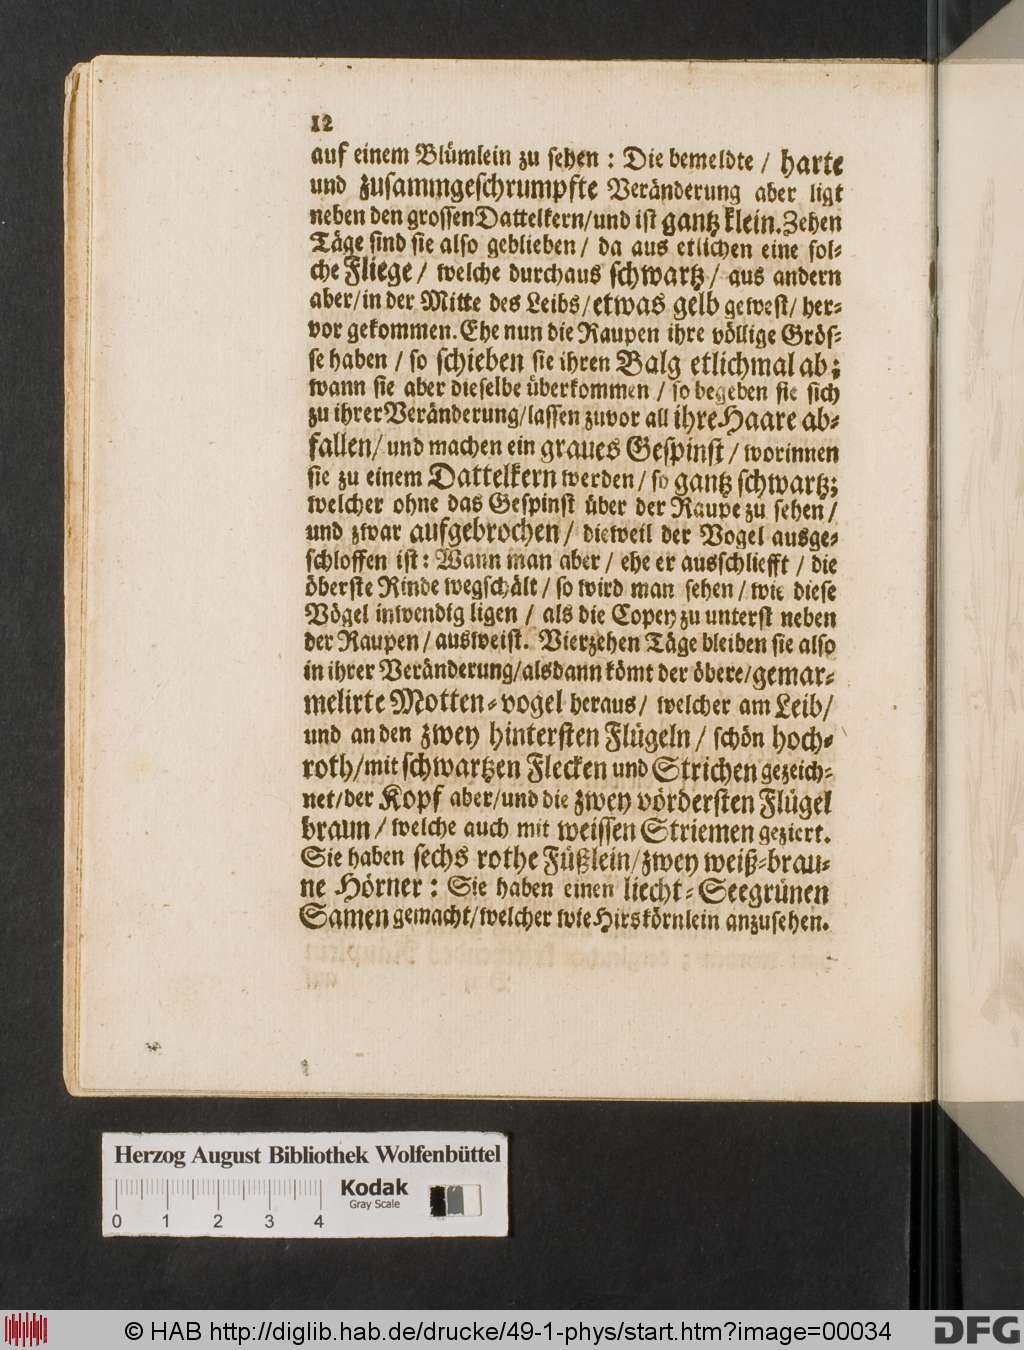 12
auf einem Blümlein zu sehen : Die bemeldte / harte
und zusammgeschrumpfte Veränderung aber ligt
neben den grossen Dattelkern/und ist gantz klein. Zehen
Täge sind sie also geblieben / da aus etlichen eine sol-
che Fliege / welche durchaus schwartz / aus andern
aber/in der Mitte des Leibs/etwas gelb gewest/ her-
vor gekommen. Ehe nun die Raupen ihre völlige Grös-
se haben / so schieben sie ihren Balg etlichmal ab;
wann sie aber dieselbe überkommen / so begeben sie sich
zu ihrer Veränderung/lassen zuvor all ihre Haare ab-
fallen/ und machen ein graues Gespinst / worinnen
sie zu einem Dattelkern werden / so gantz schwartz;
welcher ohne das Gespinst über der Raupe zu sehen /
und zwar aufgebrochen / dieweil der Vogel ausge-
schloffen ist: Wann man aber / ehe er ausschliefft / die
öberste Rinde wegschält / so wird man sehen / wie diese
Vögel inwendig ligen / als die Copey zu unterst neben
der Raupen / ausweist. Vierzehen Täge bleiben sie also
in ihrer Veränderung/alsdann kömt der öbere/gemar-
melirte Motten-vogel heraus/ welcher am Leib/
und an den zwey hintersten Flügeln / schön hoch-
roth/mit schwartzen Flecken und Strichen gezeich-
net/der Kopf aber/und die zwey vördersten Flügel
braun / welche auch mit weissen Striemen geziert.
Sie haben sechs rothe Füßlein/zwey weiß-brau-
ne Hörner : Sie haben einen liecht-Seegrünen
Samen gemacht/welcher wie Hirskörnlein anzusehen.
Herzog August Bibliothek Wolfenbüttel
Kodak
Gray Scale
0 1 2 3 4
© HAB http://diglib.hab.de/drucke/49-1-phys/start.htm?image=00034
DFG